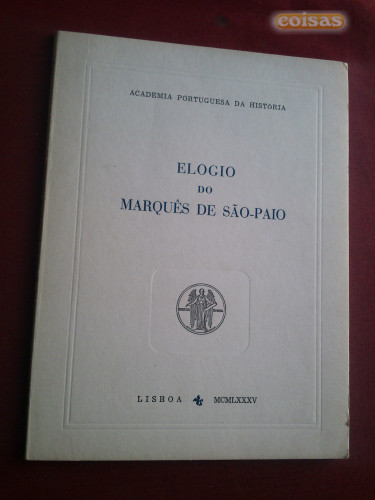 coisas
ACADEMIA PORTUGUESA DA HISTORIA
ELOGIO
DO
MARQUÊS DE SÃO-PAIO
LISBOA MCMLXXXV